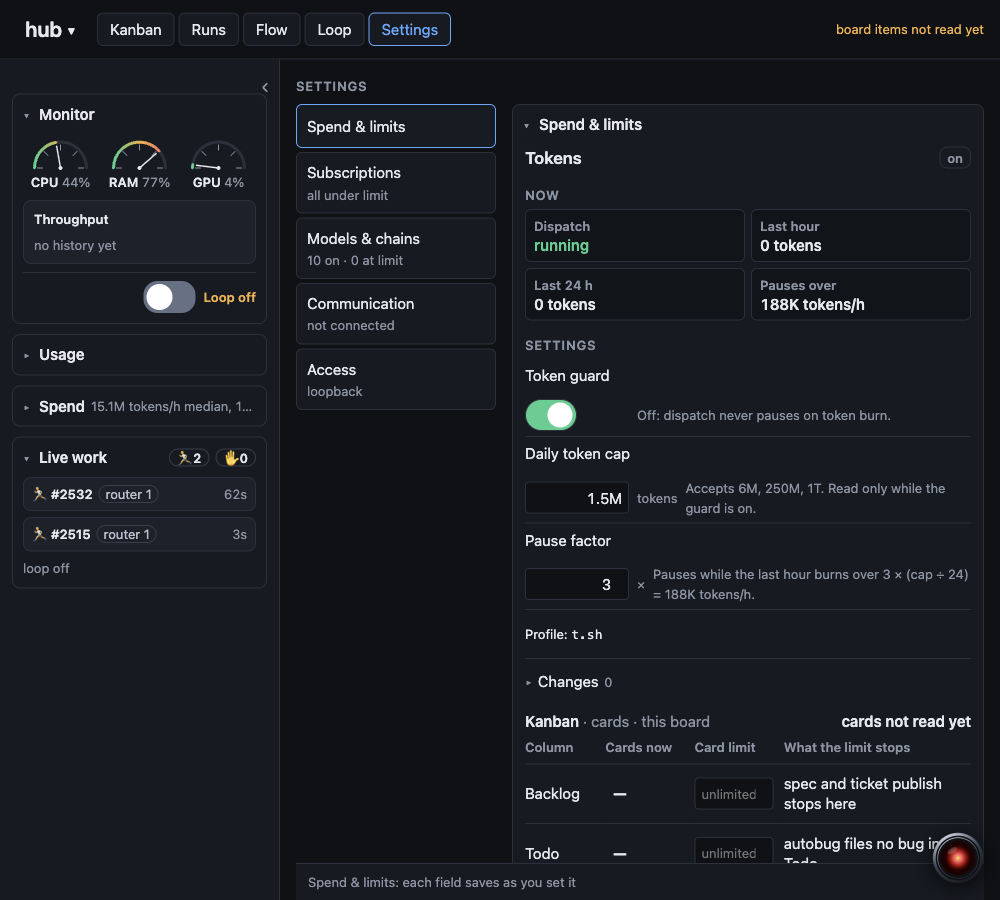 hub ▾ Kanban Runs Flow Loop Settings board items not read yet
Monitor
CPU 44% RAM 77% GPU 4%
Throughput
no history yet
Loop off
Usage
Spend 15.1M tokens/h median, 1...
Live work 2 0
#2532 router 1 62s
#2515 router 1 3s
loop off
SETTINGS
Spend & limits
Subscriptions
all under limit
Models & chains
10 on · 0 at limit
Communication
not connected
Access
loopback
Spend & limits
Tokens on
NOW
Dispatch
running
Last hour
0 tokens
Last 24 h
0 tokens
Pauses over
188K tokens/h
SETTINGS
Token guard
Off: dispatch never pauses on token burn.
Daily token cap
1.5M tokens Accepts 6M, 250M, 1T. Read only while the
guard is on.
Pause factor
3 × Pauses while the last hour burns over 3 × (cap ÷ 24)
= 188K tokens/h.
Profile: t.sh
Changes 0
Kanban · cards · this board cards not read yet
Column Cards now Card limit What the limit stops
Backlog — unlimited spec and ticket publish
stops here
Todo — unlimited autobug files no bug in
Todo
Spend & limits: each field saves as you set it